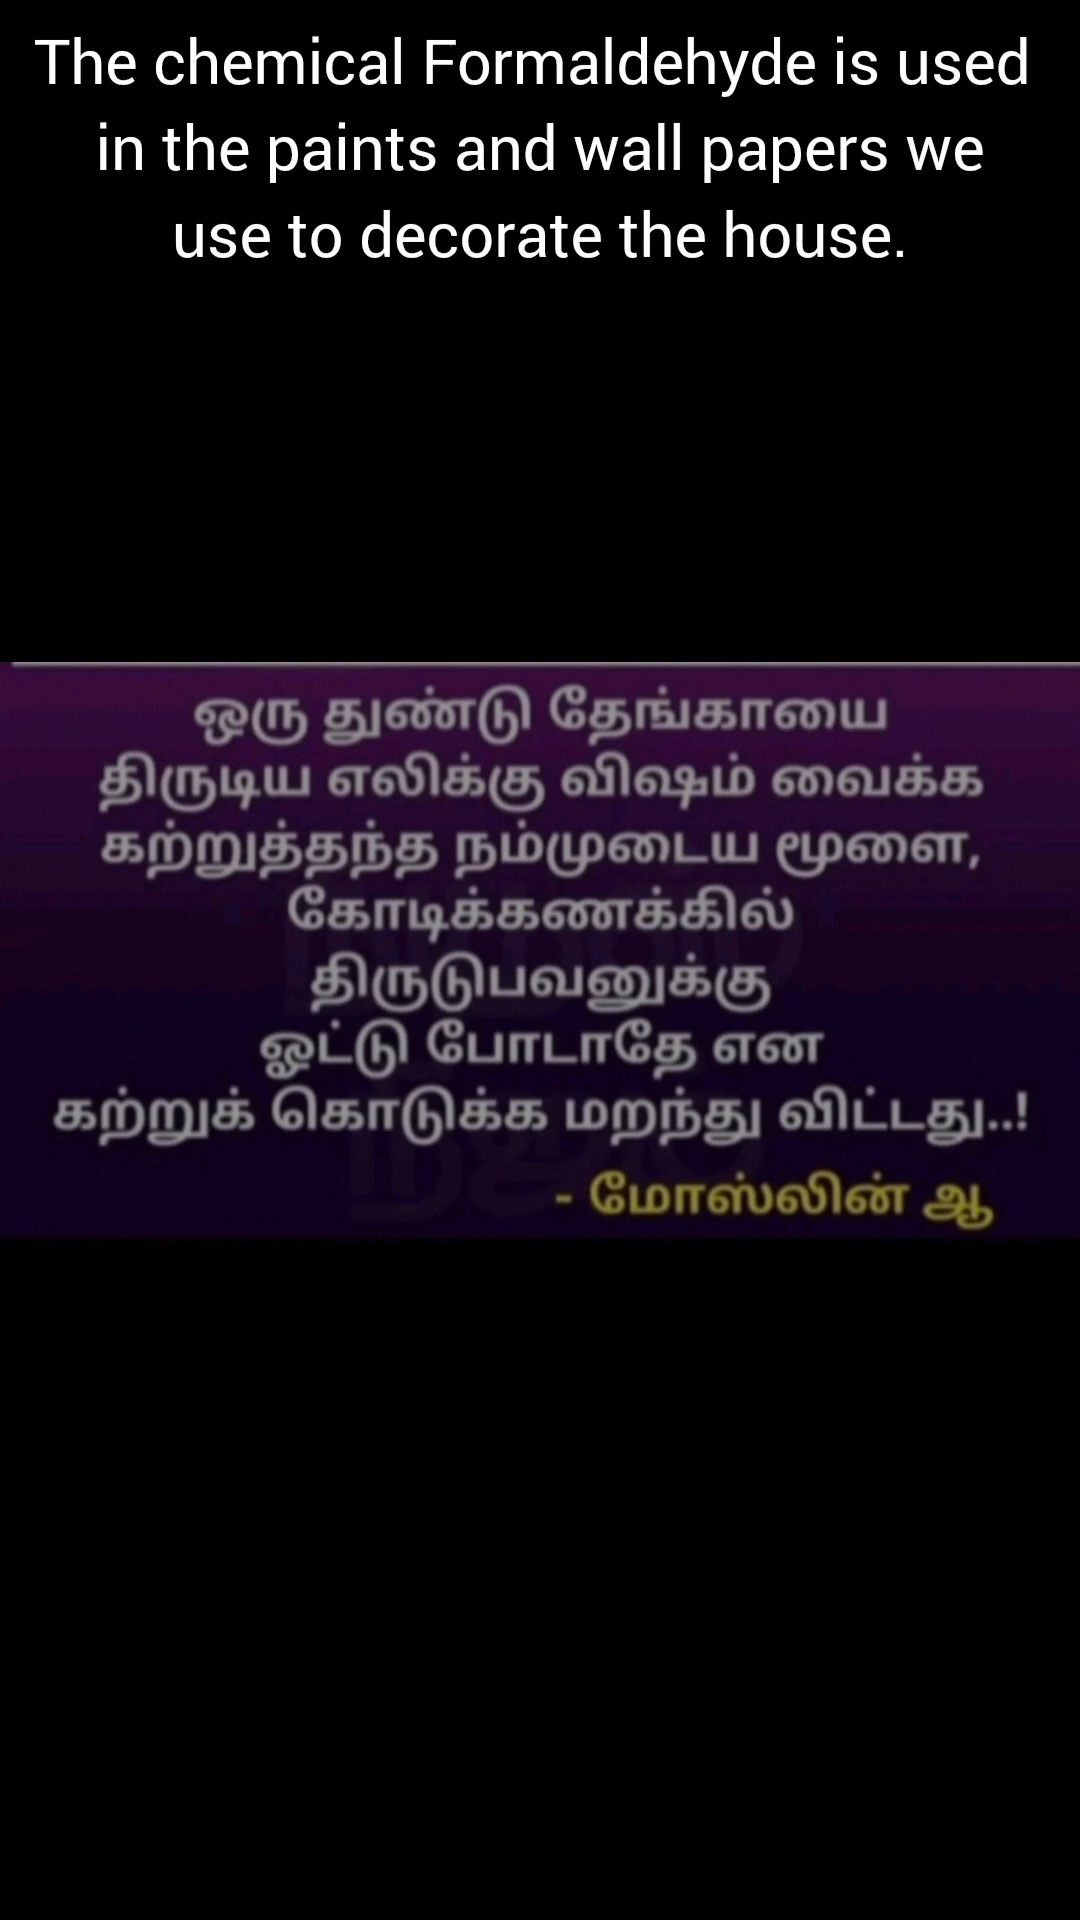 The chemical Formaldehyde is used
in the paints and wall papers we
use to decorate the house.
ஒரு துண்டு தேங்காயை
திருடிய எலிக்கு விஷம் வைக்க
கற்றுத்தந்த நம்முடைய மூளை,
கோடிக்கணக்கில்
திருடுபவனுக்கு
ஓட்டு போடாதே என
கற்றுக் கொடுக்க மறந்து விட்டது..!
- மோஸ்லின் ஆ